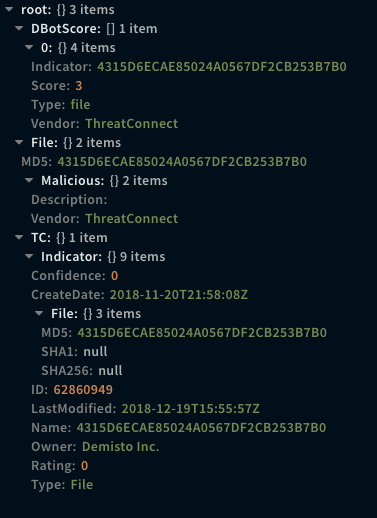 root: {} 3 items
DBotScore: [] 1 item
0: {} 4 items
Indicator: 4315D6ECAE85024A0567DF2CB253B7B0
Score: 3
Type: file
Vendor: ThreatConnect
File: {} 2 items
MD5: 4315D6ECAE85024A0567DF2CB253B7B0
Malicious: {} 2 items
Description:
Vendor: ThreatConnect
TC: {} 1 item
Indicator: {} 9 items
Confidence: 0
CreateDate: 2018-11-20T21:58:08Z
File: {} 3 items
MD5: 4315D6ECAE85024A0567DF2CB253B7B0
SHA1: null
SHA256: null
ID: 62860949
LastModified: 2018-12-19T15:55:57Z
Name: 4315D6ECAE85024A0567DF2CB253B7B0
Owner: Demisto Inc.
Rating: 0
Type: File